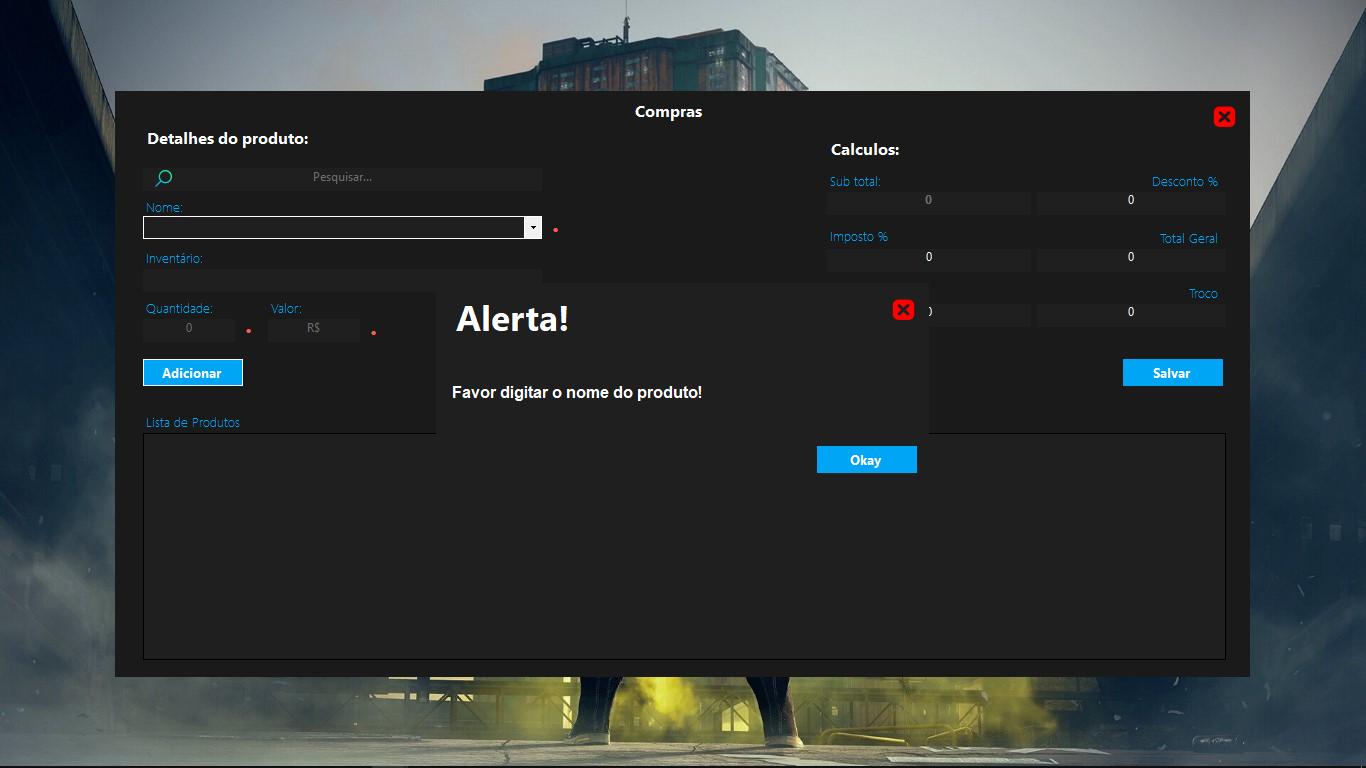 Compras
Detalhes do produto:
Pesquisar...
Nome:
Inventário:
Quantidade:
Valor:
0
R$
Adicionar
Calculos:
Sub total:
Desconto %
0
0
Imposto %
Total Geral
0
0
Troco
0
0
Salvar
Alerta!
Favor digitar o nome do produto!
Okay
Lista de Produtos